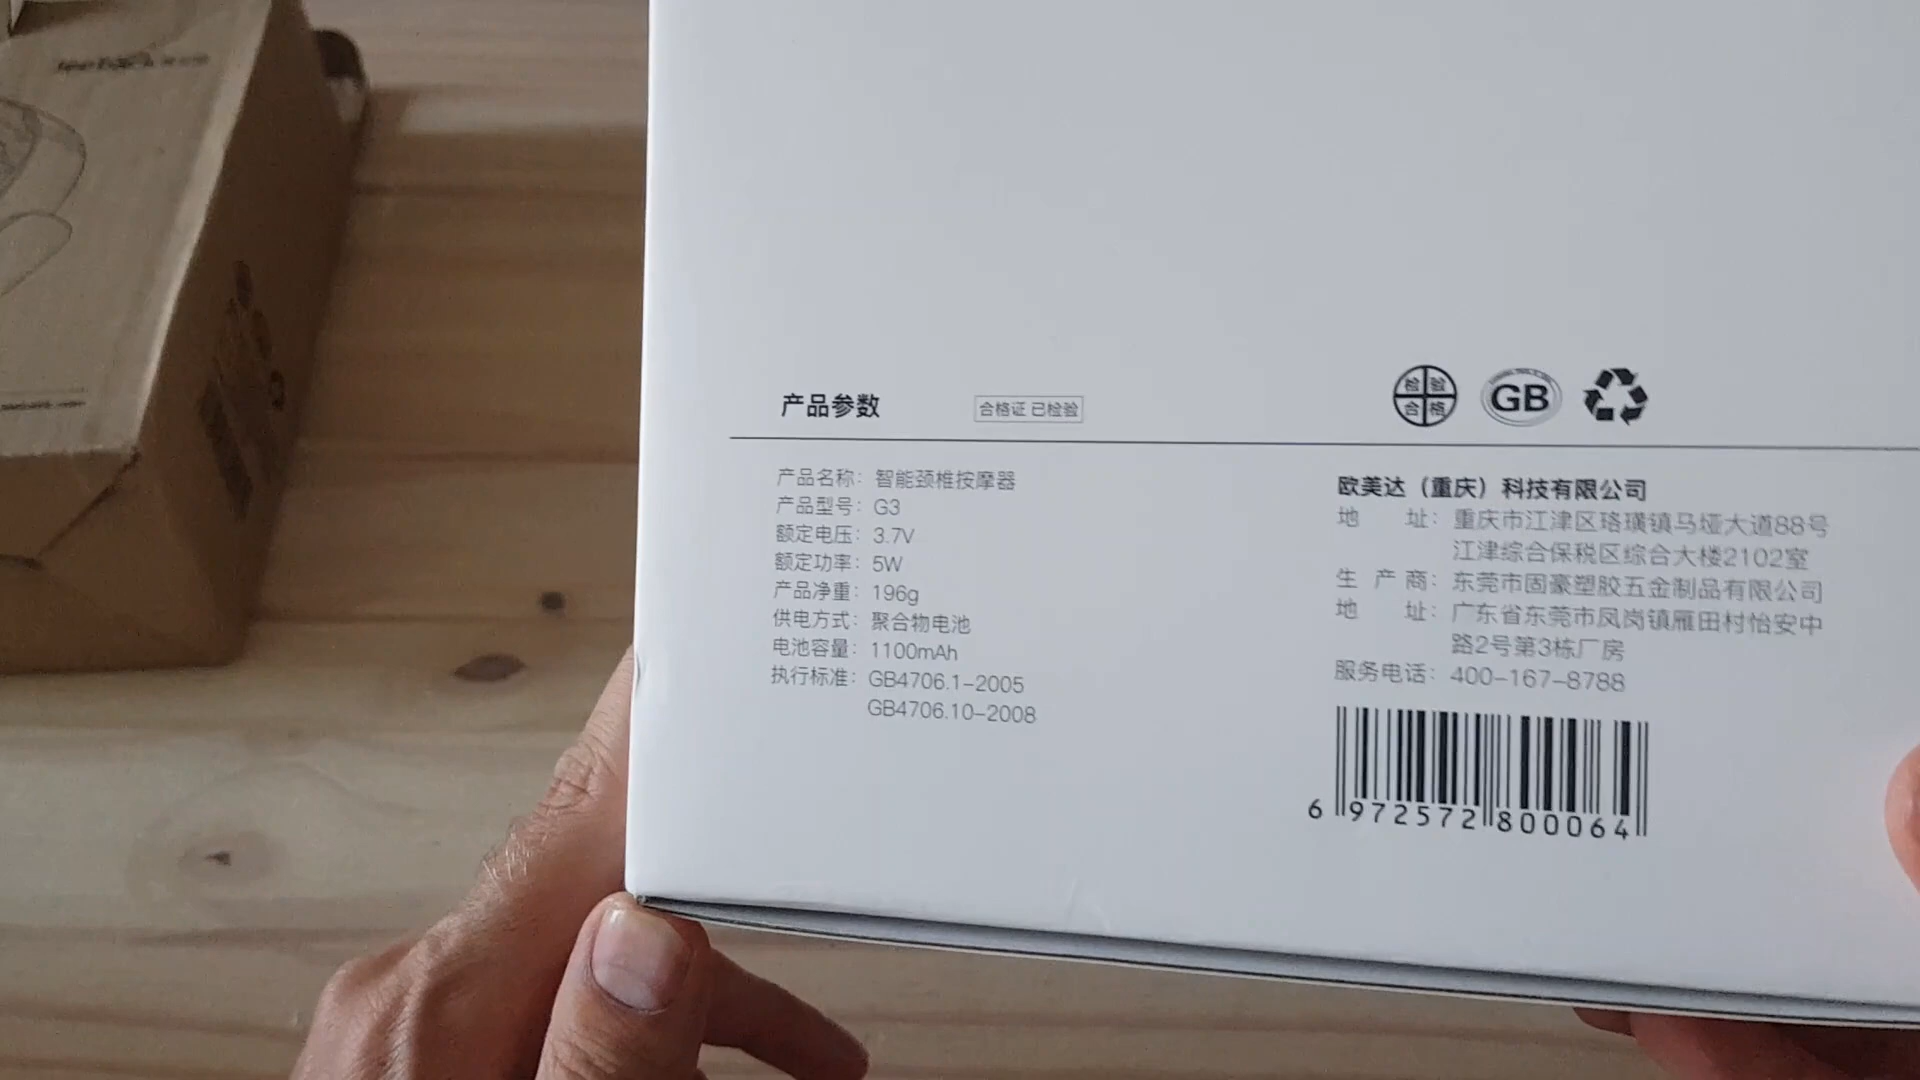 产品参数
合格证 已检验
检验合格
GB
产品名称：智能颈椎按摩器
产品型号：G3
额定电压：3.7V
额定功率：5W
产品净重：196g
供电方式：聚合物电池
电池容量：1100mAh
执行标准：GB4706.1-2005
GB4706.10-2008
欧美达（重庆）科技有限公司
地 址：重庆市江津区珞璜镇马垭大道88号
江津综合保税区综合大楼2102室
生产商：东莞市固豪塑胶五金制品有限公司
地 址：广东省东莞市凤岗镇雁田村怡安中
路2号第3栋厂房
服务电话：400-167-8788
6 972572 800064